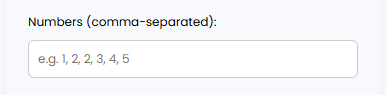 Numbers (comma-separated):
e.g. 1, 2, 2, 3, 4, 5